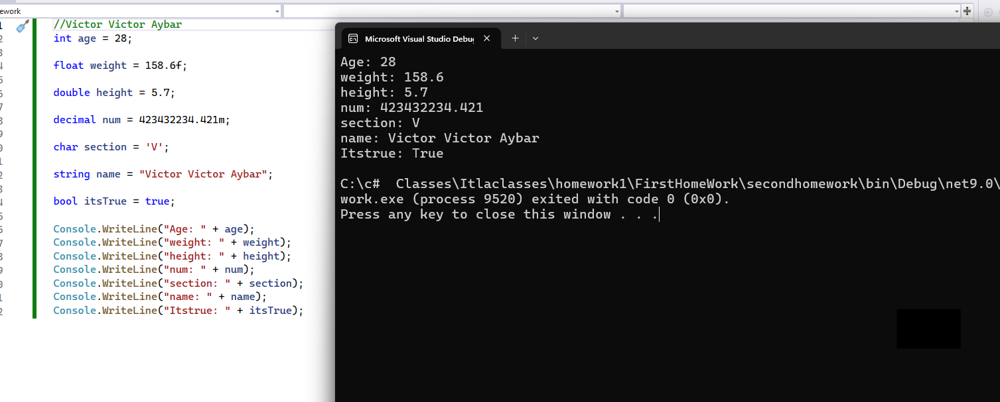 ework
//Victor Victor Aybar
int age = 28;
float weight = 158.6f;
double height = 5.7;
decimal num = 423432234.421m;
char section = 'V';
string name = "Victor Victor Aybar";
bool itsTrue = true;
Console.WriteLine("Age: " + age);
Console.WriteLine("weight: " + weight);
Console.WriteLine("height: " + height);
Console.WriteLine("num: " + num);
Console.WriteLine("section: " + section);
Console.WriteLine("name: " + name);
Console.WriteLine("Itstrue: " + itsTrue);
Microsoft Visual Studio Debug
Age: 28
weight: 158.6
height: 5.7
num: 423432234.421
section: V
name: Victor Victor Aybar
Itstrue: True
C:\c#  Classes\Itlaclasses\homework1\FirstHomeWork\secondhomework\bin\Debug\net9.0\
work.exe (process 9520) exited with code 0 (0x0).
Press any key to close this window . . .